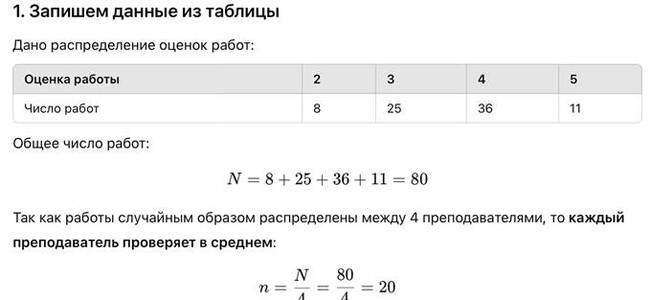 1. Запишем данные из таблицы
Дано распределение оценок работ:
Оценка работы 2 3 4 5
Число работ 8 25 36 11
Общее число работ:
N = 8 + 25 + 36 + 11 = 80
Так как работы случайным образом распределены между 4 преподавателями, то каждый
преподаватель проверяет в среднем:
n = N/4 = 80/4 = 20